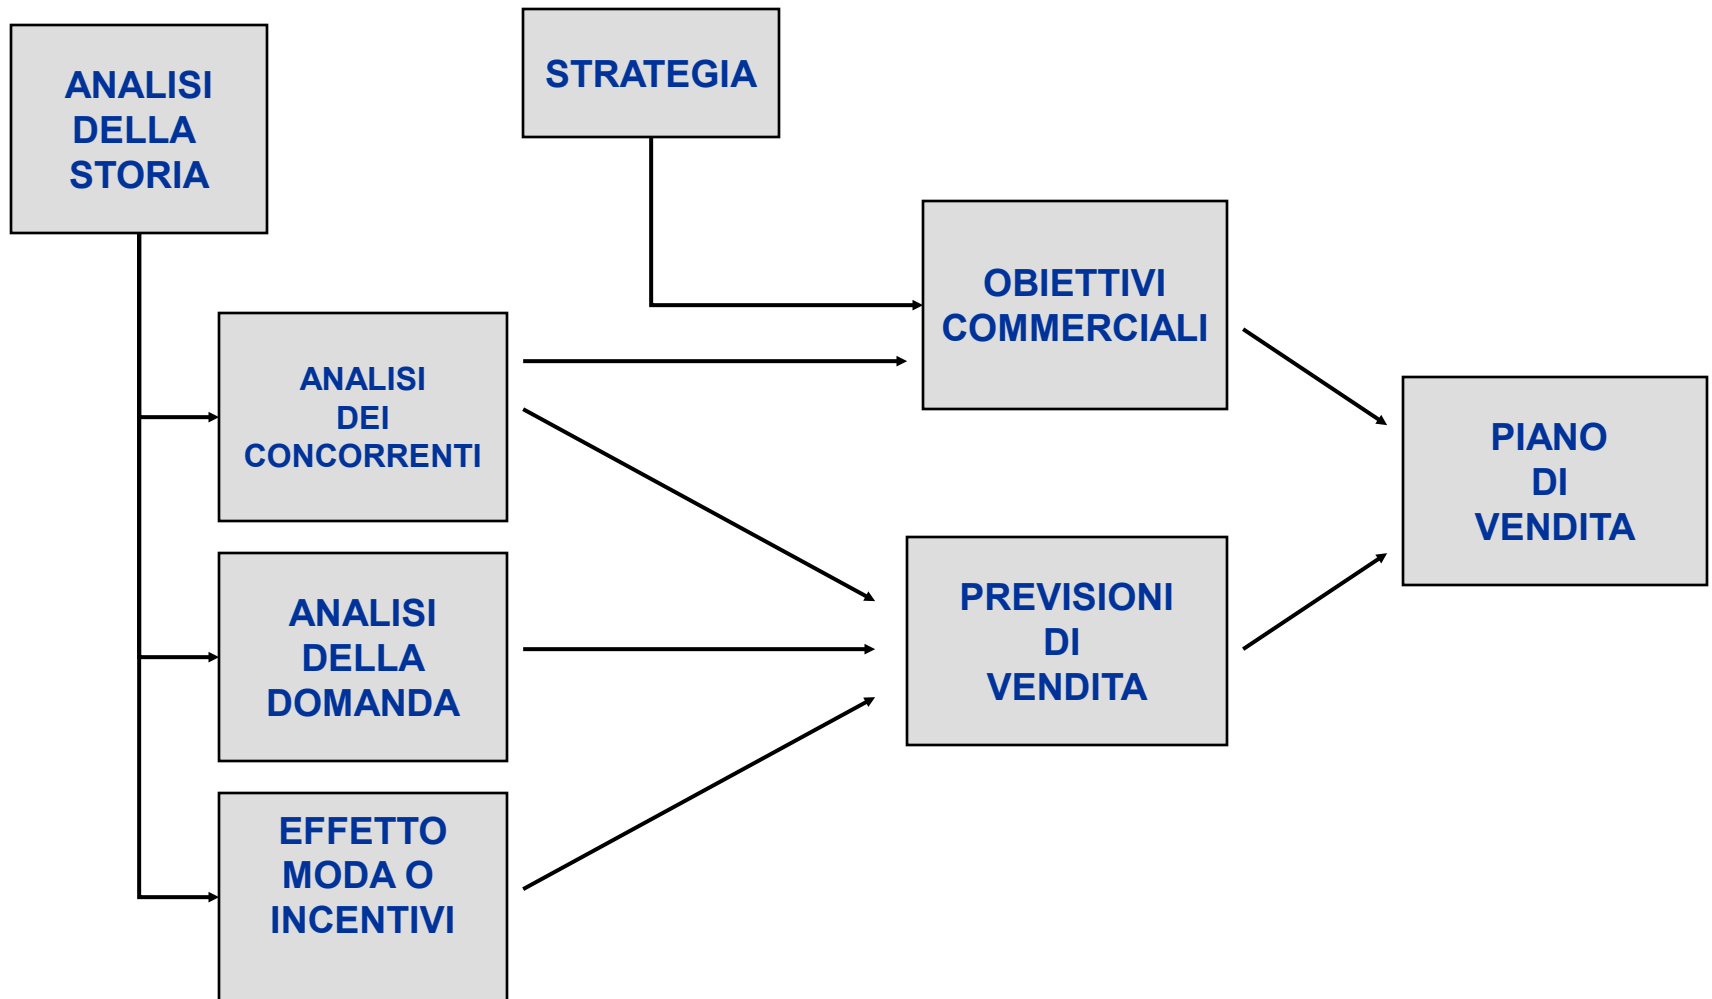 ANALISI
DELLA
STORIA
STRATEGIA
OBIETTIVI
COMMERCIALI
ANALISI
DEI
CONCORRENTI
PIANO
DI
VENDITA
ANALISI
DELLA
DOMANDA
PREVISIONI
DI
VENDITA
EFFETTO
MODA O
INCENTIVI